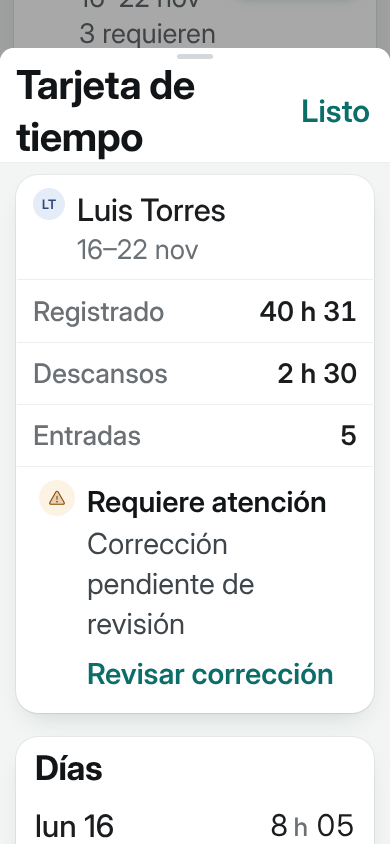 3 requieren
Tarjeta de
tiempo
Listo
LT
Luis Torres
16–22 nov
Registrado
40 h 31
Descansos
2 h 30
Entradas
5
Requiere atención
Corrección
pendiente de
revisión
Revisar corrección
Días
lun 16
8 h 05